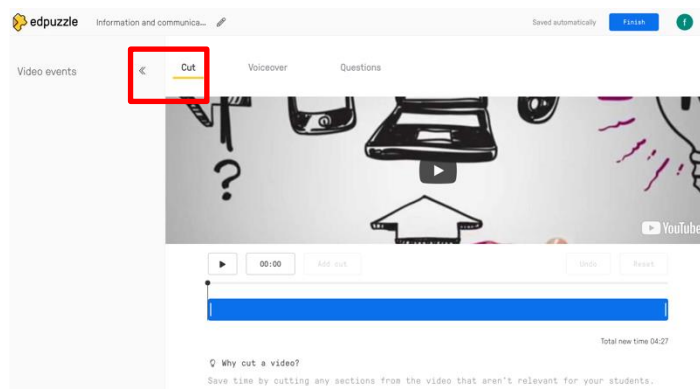 edpuzzle
Information and communica...
Saved automatically
Finish
f
Video events
Cut
Voiceover
Questions
?
YouTube
00:00
Add cut
Undo
Reset
Total new time 04:27
Why cut a video?
Save time by cutting any sections from the video that aren't relevant for your students.